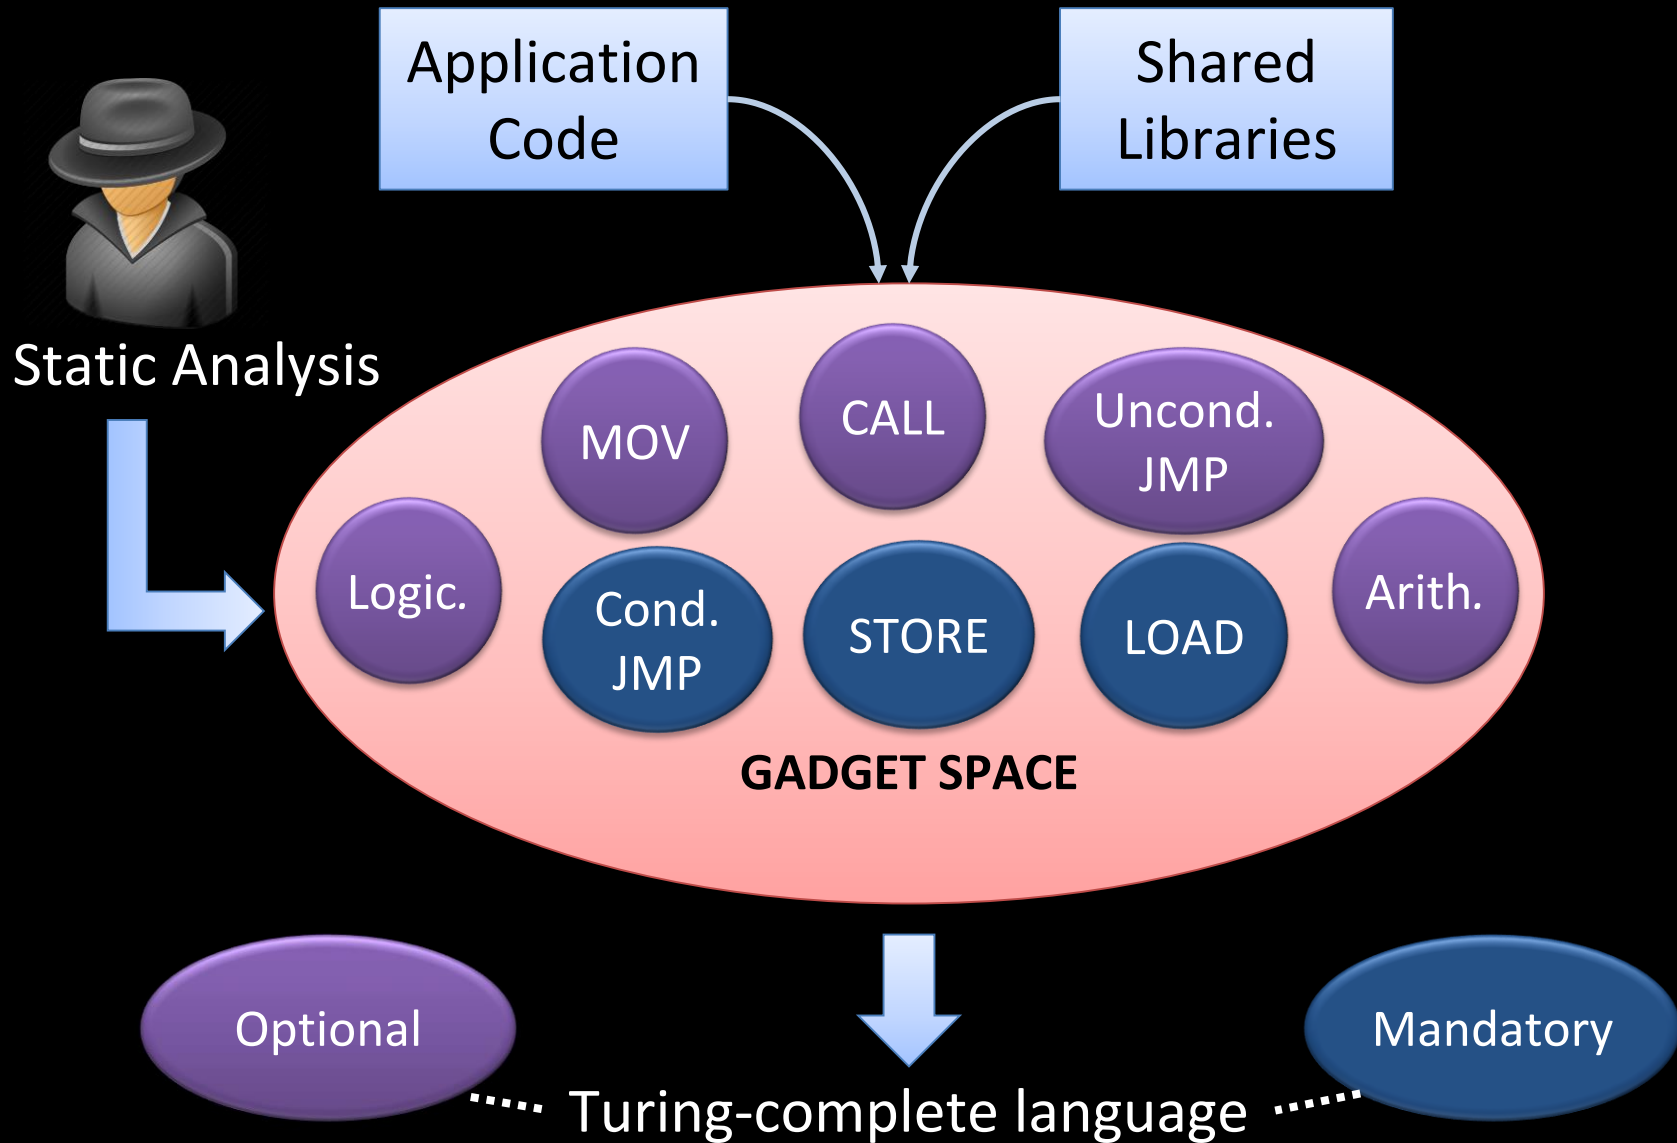 Application
Code
Shared
Libraries
Static Analysis
MOV
CALL
Uncond.
JMP
Logic.
Cond.
JMP
STORE
LOAD
Arith.
GADGET SPACE
Optional
Mandatory
Turing-complete language